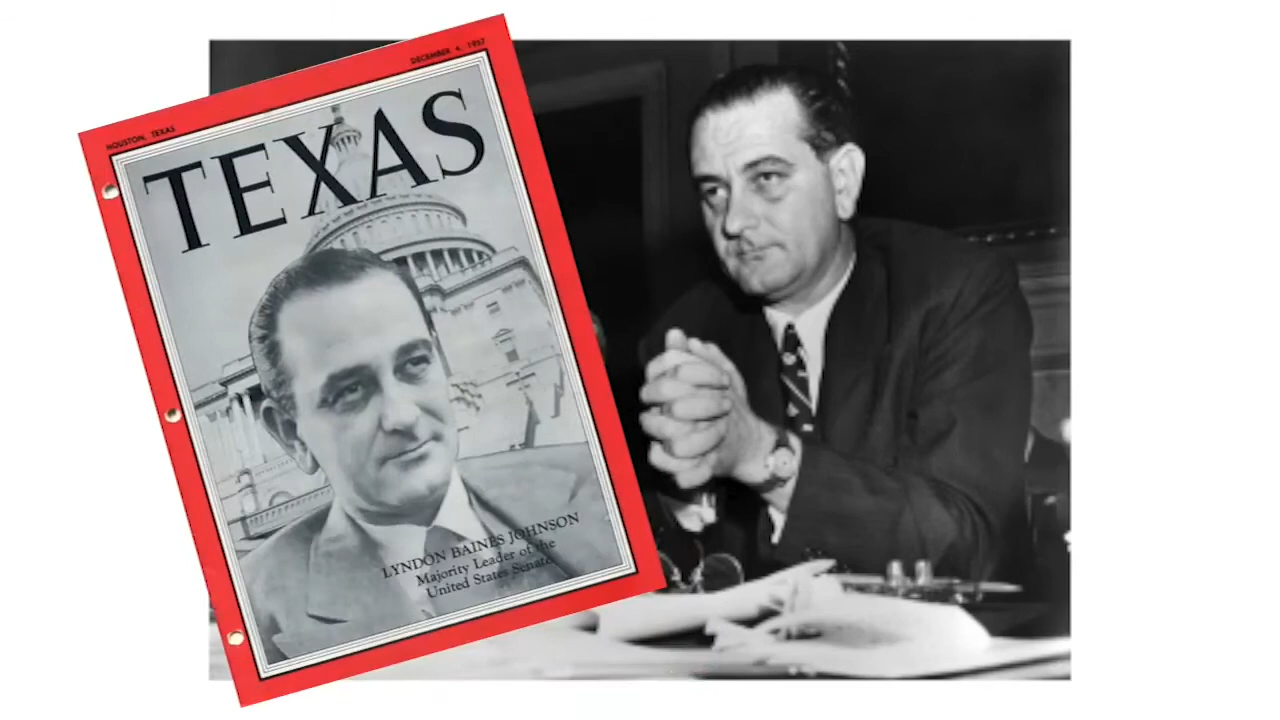 HOUSTON, TEXAS
DECEMBER 4, 1957
TEXAS
LYNDON BAINES JOHNSON
Majority Leader of the
United States Senate